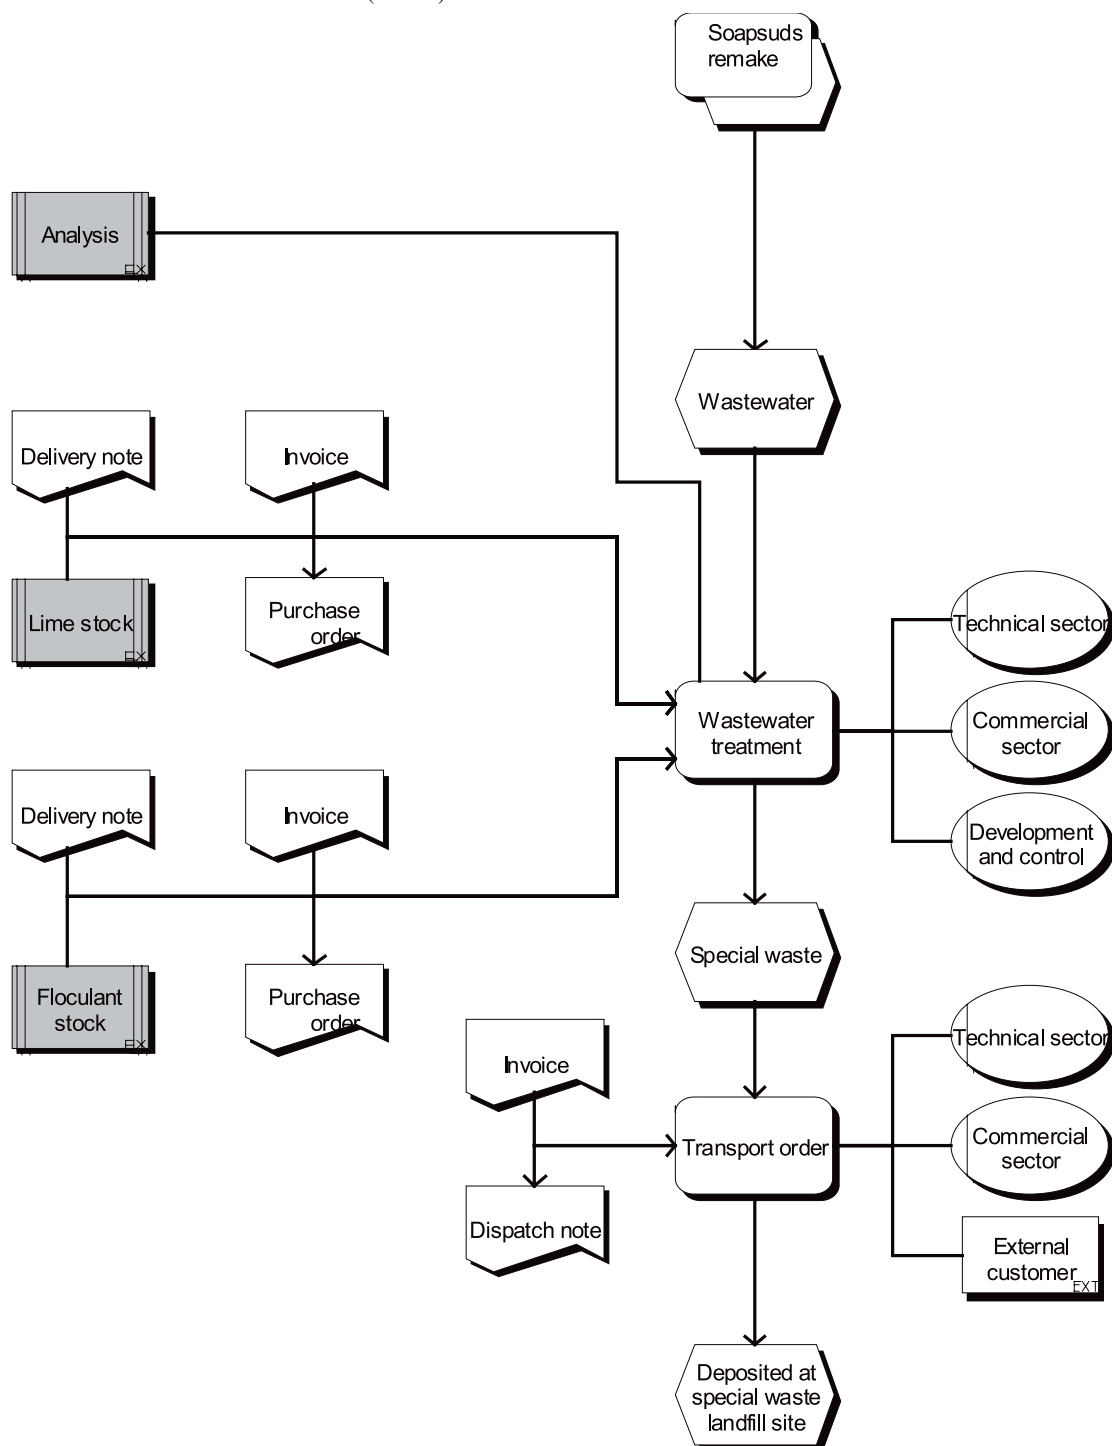 Soapsuds
remake
Analysis
EX
Wastewater
Delivery note
Invoice
Lime stock
EX
Purchase
order
Technical sector
Wastewater
treatment
Commercial
sector
Delivery note
Invoice
Development
and control
Special waste
Floculant
stock
EX
Purchase
order
Technical sector
Invoice
Transport order
Commercial
sector
Dispatch note
External
customer
EXT
Deposited at
special waste
landfill site